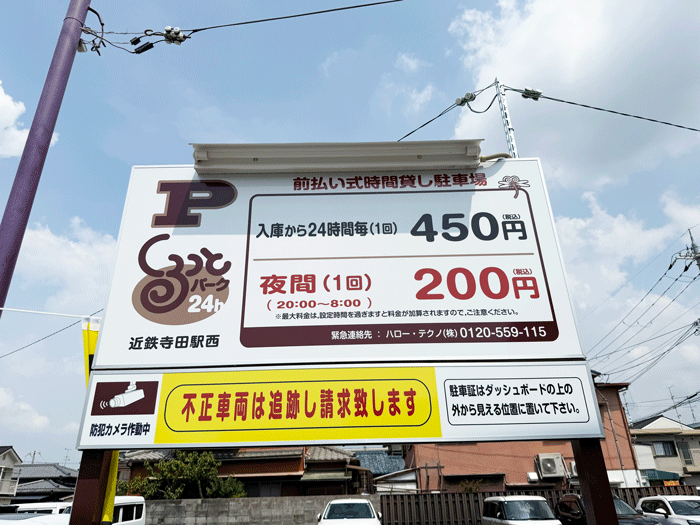 P
くるっと
パーク
24h
近鉄寺田駅西
前払い式時間貸し駐車場
入庫から24時間毎(1回) 450円(税込)
夜間(1回) 200円(税込)
(20:00~8:00)
※最大料金は、設定時間を過ぎますと料金が加算されますので、ご注意ください。
緊急連絡先 : ハロー・テクノ(株) 0120-559-115
防犯カメラ作動中
不正車両は追跡し請求致します
駐車証はダッシュボードの上の
外から見える位置に置いて下さい。